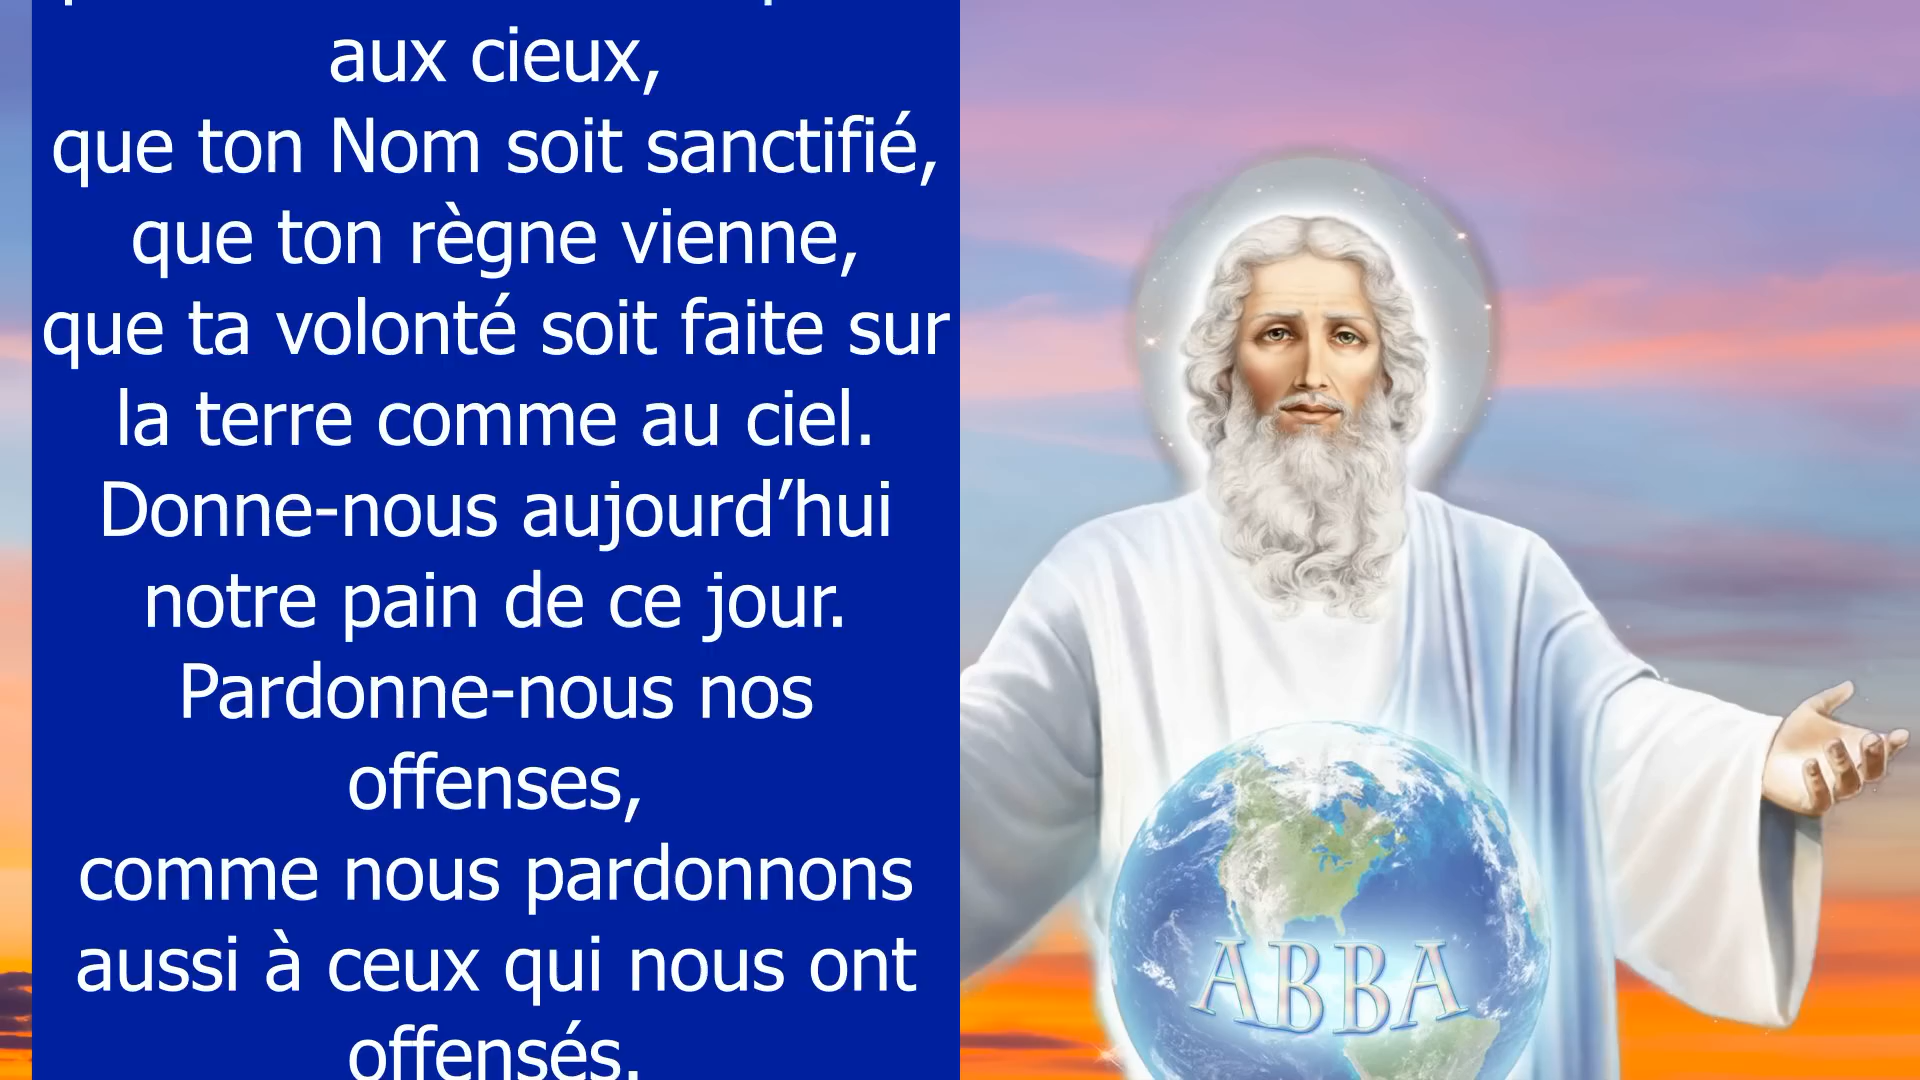 aux cieux,
que ton Nom soit sanctifié,
que ton règne vienne,
que ta volonté soit faite sur
la terre comme au ciel.
Donne-nous aujourd’hui
notre pain de ce jour.
Pardonne-nous nos
offenses,
comme nous pardonnons
aussi à ceux qui nous ont
offensés.
ABBA